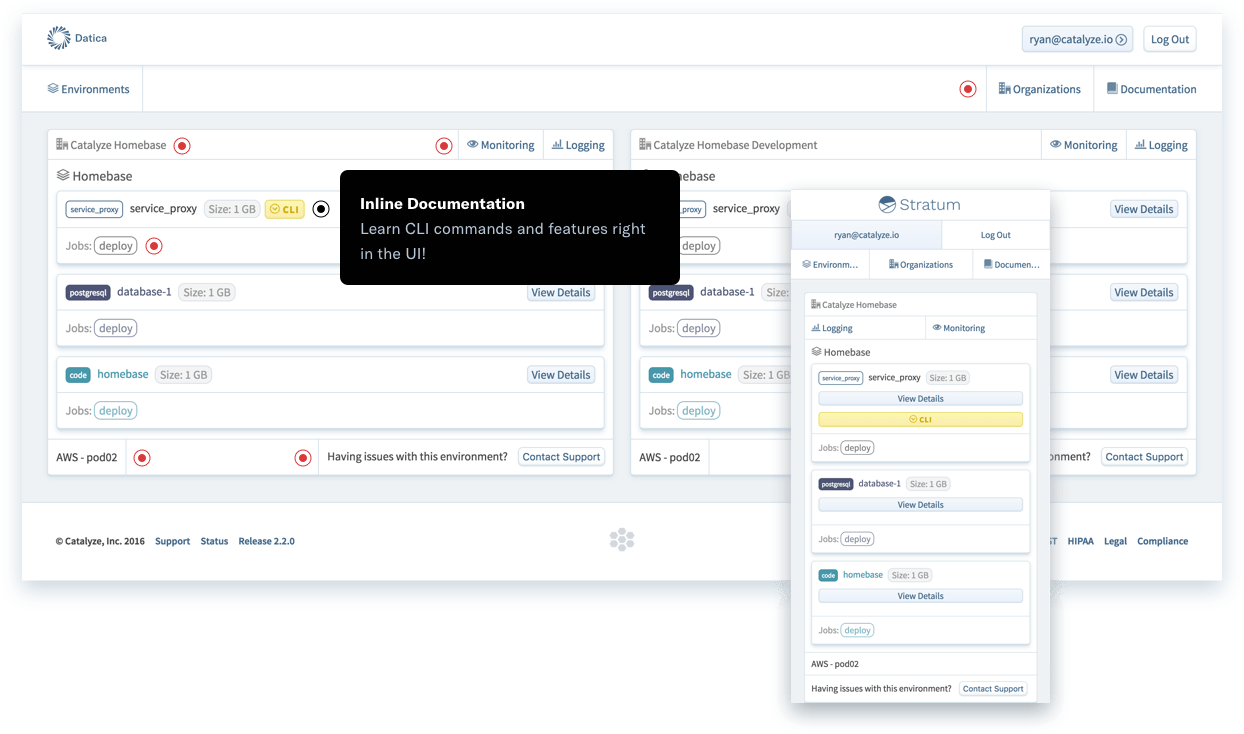 Datica
ryan@catalyze.io
Log Out
Environments
Organizations
Documentation
Catalyze Homebase
Monitoring
Logging
Homebase
service_proxy service_proxy Size: 1 GB CLI
Jobs: deploy
postgresql database-1 Size: 1 GB View Details
Jobs: deploy
code homebase Size: 1 GB View Details
Jobs: deploy
AWS - pod02
Having issues with this environment? Contact Support
Inline Documentation
Learn CLI commands and features right
in the UI!
Catalyze Homebase Development
Monitoring
Logging
ebase
proxy service_proxy View Details
deploy
postgresql database-1 Size: View Details
Jobs: deploy
code homebase Size: 1 GB View Details
Jobs: deploy
AWS - pod02
onment? Contact Support
Stratum
ryan@catalyze.io Log Out
Environm... Organizations Documen...
Catalyze Homebase
Logging Monitoring
Homebase
service_proxy service_proxy Size: 1 GB
View Details
CLI
Jobs: deploy
postgresql database-1 Size: 1 GB
View Details
Jobs: deploy
code homebase Size: 1 GB
View Details
Jobs: deploy
AWS - pod02
Having issues with this environment? Contact Support
© Catalyze, Inc. 2016 Support Status Release 2.2.0
ST HIPAA Legal Compliance